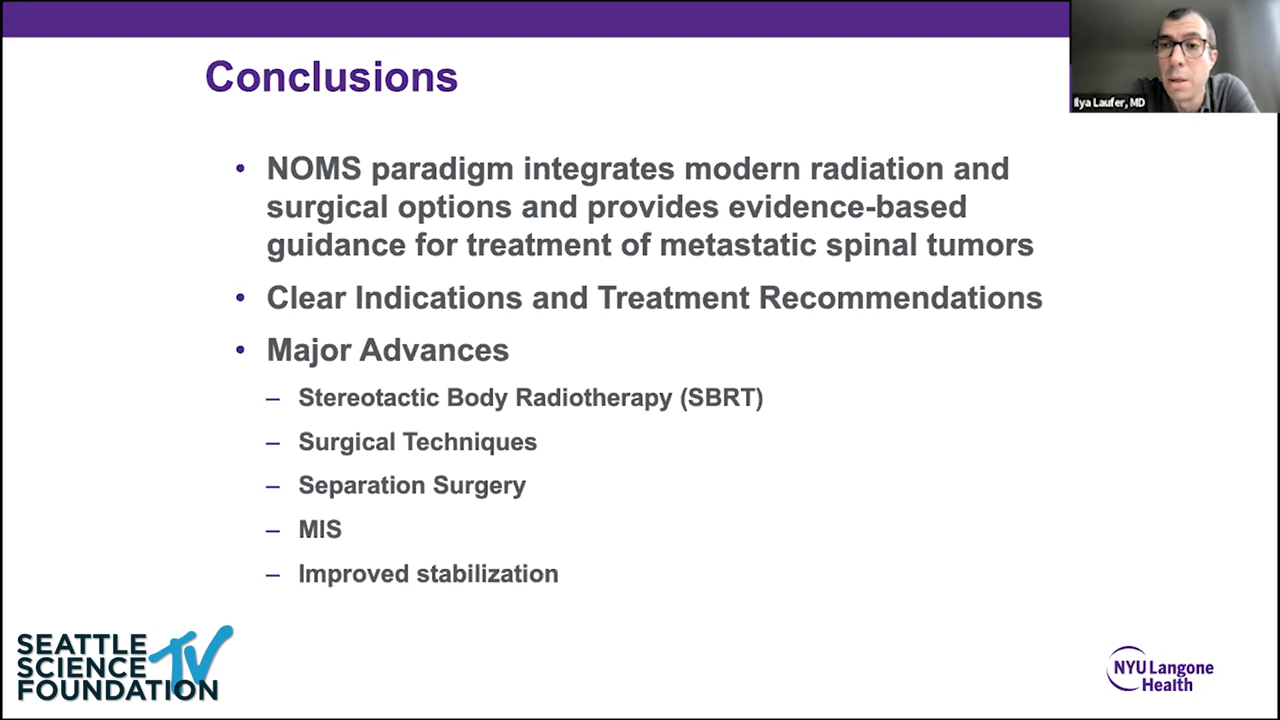 Conclusions
Ilya Laufer, MD
• NOMS paradigm integrates modern radiation and
surgical options and provides evidence-based
guidance for treatment of metastatic spinal tumors
• Clear Indications and Treatment Recommendations
• Major Advances
– Stereotactic Body Radiotherapy (SBRT)
– Surgical Techniques
– Separation Surgery
– MIS
– Improved stabilization
SEATTLE
SCIENCE TV
FOUNDATION
NYU Langone
Health